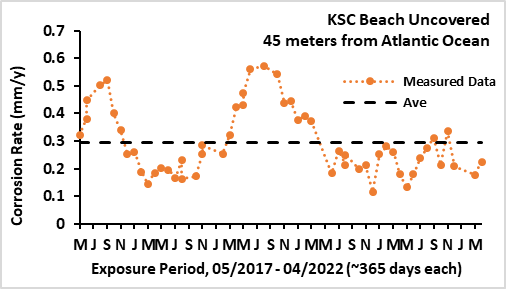 KSC Beach Uncovered
45 meters from Atlantic Ocean
0.7
0.6
0.5
0.4
0.3
0.2
0.1
0
Corrosion Rate (mm/y)
Measured Data
Ave
M J S N J M M J S N J M M J S N J M M J S N J M M J S N J M
Exposure Period, 05/2017 - 04/2022 (~365 days each)